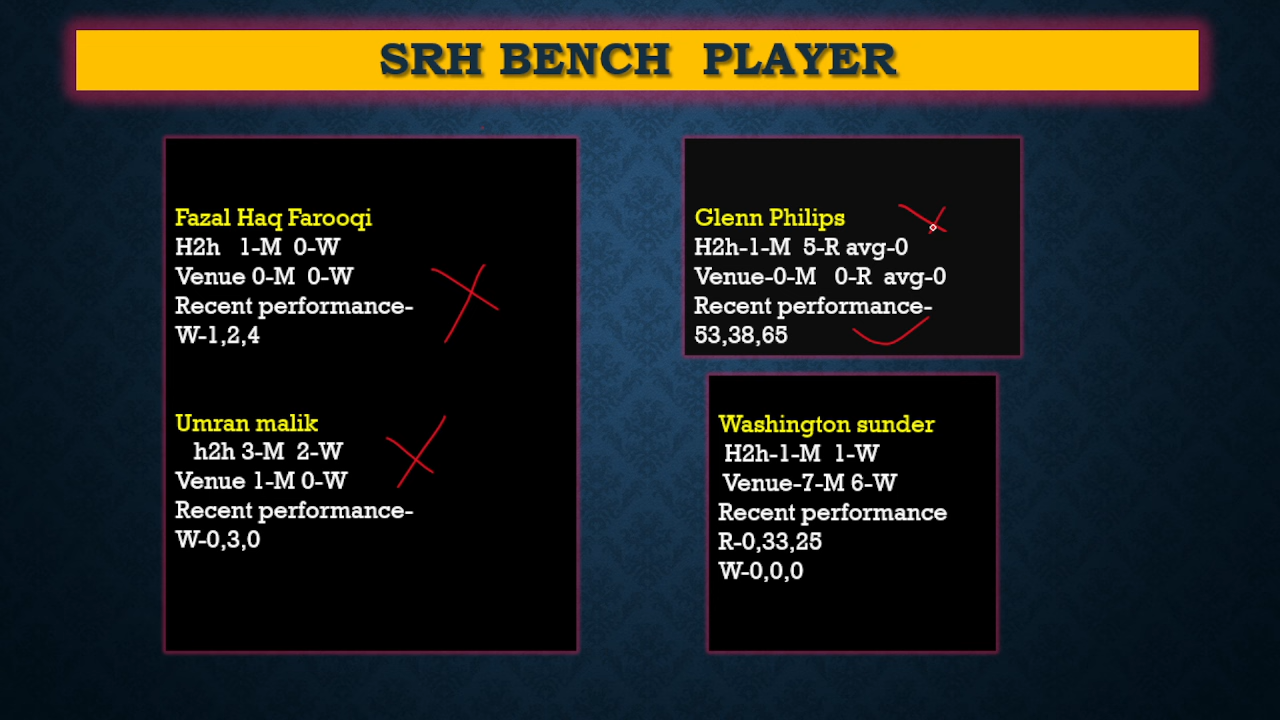 SRH BENCH PLAYER
Fazal Haq Farooqi
H2h 1-M 0-W
Venue 0-M 0-W
Recent performance-
W-1,2,4
Umran malik
h2h 3-M 2-W
Venue 1-M 0-W
Recent performance-
W-0,3,0
Glenn Philips
H2h-1-M 5-R avg-0
Venue-0-M 0-R avg-0
Recent performance-
53,38,65
Washington sunder
H2h-1-M 1-W
Venue-7-M 6-W
Recent performance
R-0,33,25
W-0,0,0